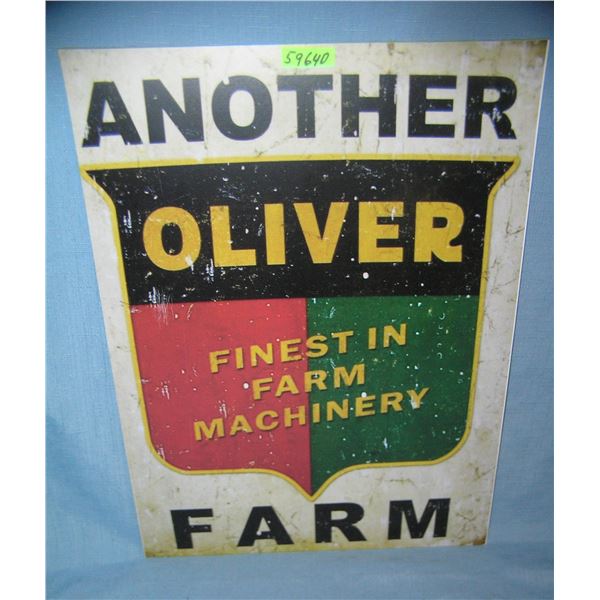 59640
ANOTHER
OLIVER
FINEST IN
FARM
MACHINERY
FARM